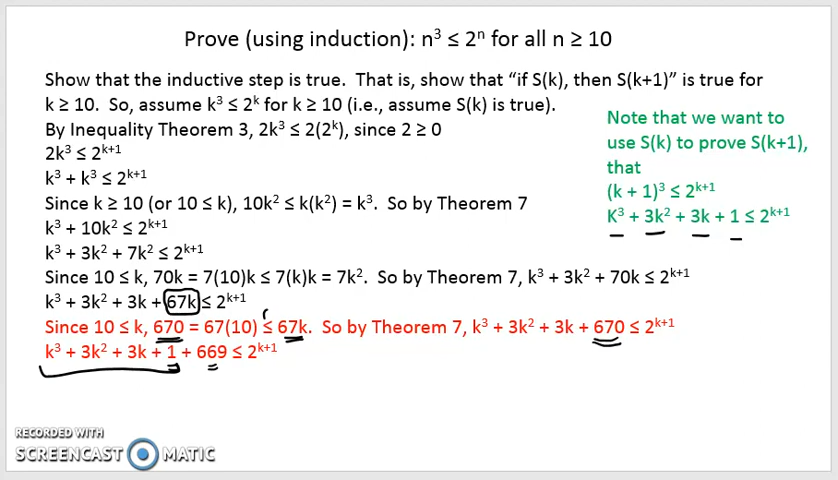 Prove (using induction): n³ ≤ 2ⁿ for all n ≥ 10
Show that the inductive step is true. That is, show that “if S(k), then S(k+1)” is true for
k ≥ 10. So, assume k³ ≤ 2ᵏ for k ≥ 10 (i.e., assume S(k) is true).
By Inequality Theorem 3, 2k³ ≤ 2(2ᵏ), since 2 ≥ 0
2k³ ≤ 2ᵏ⁺¹
k³ + k³ ≤ 2ᵏ⁺¹
Since k ≥ 10 (or 10 ≤ k), 10k² ≤ k(k²) = k³. So by Theorem 7
k³ + 10k² ≤ 2ᵏ⁺¹
k³ + 3k² + 7k² ≤ 2ᵏ⁺¹
Since 10 ≤ k, 70k = 7(10)k ≤ 7(k)k = 7k². So by Theorem 7, k³ + 3k² + 70k ≤ 2ᵏ⁺¹
k³ + 3k² + 3k + 67k ≤ 2ᵏ⁺¹
Since 10 ≤ k, 670 = 67(10) ≤ 67k. So by Theorem 7, k³ + 3k² + 3k + 670 ≤ 2ᵏ⁺¹
k³ + 3k² + 3k + 1 + 669 ≤ 2ᵏ⁺¹
Note that we want to
use S(k) to prove S(k+1),
that
(k + 1)³ ≤ 2ᵏ⁺¹
K³ + 3k² + 3k + 1 ≤ 2ᵏ⁺¹
RECORDED WITH
SCREENCAST MATIC